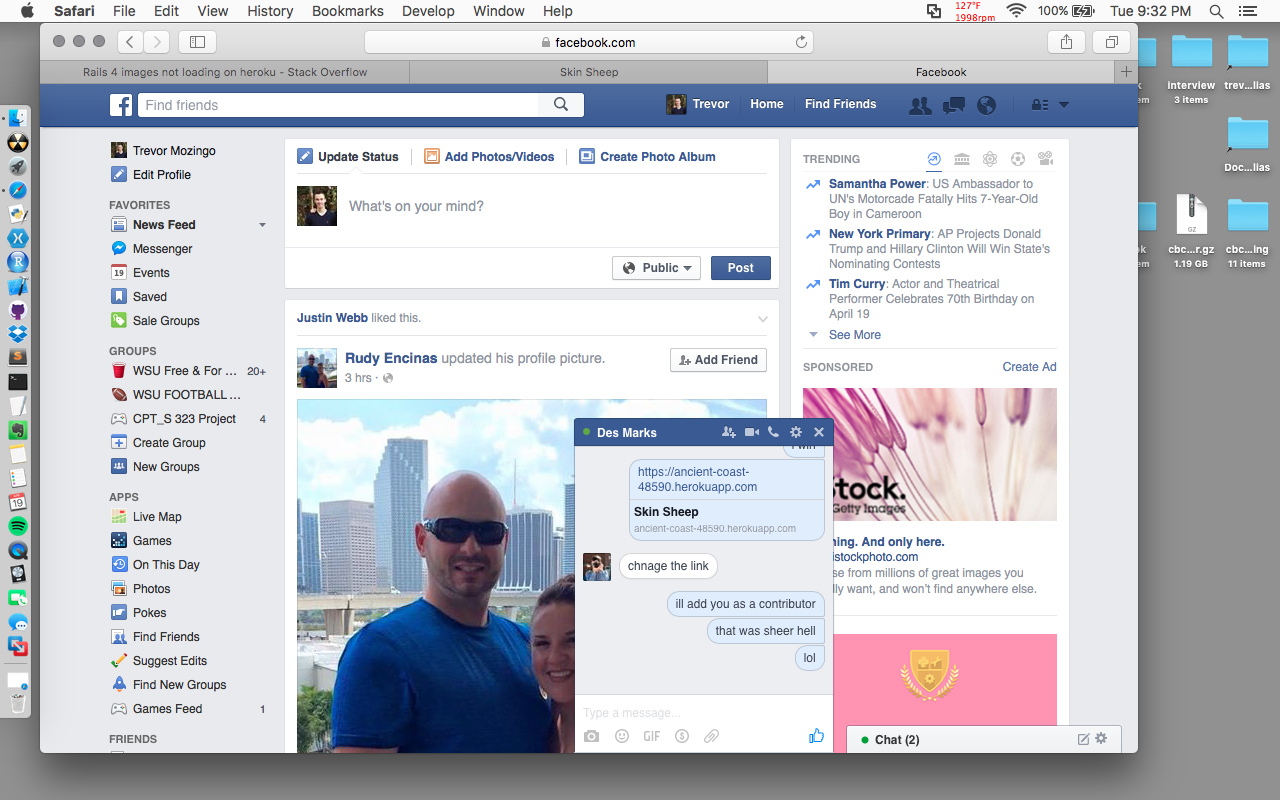 Safari File Edit View History Bookmarks Develop Window Help
127°F
1998rpm
100%
Tue 9:32 PM
facebook.com
Rails 4 images not loading on heroku - Stack Overflow
Skin Sheep
Facebook
Find friends
Trevor
Home
Find Friends
Trevor Mozingo
Edit Profile
FAVORITES
News Feed
Messenger
19
Events
Saved
Sale Groups
GROUPS
WSU Free & For ... 20+
WSU FOOTBALL ...
CPT_S 323 Project 4
Create Group
New Groups
APPS
Live Map
Games
On This Day
Photos
Pokes
Find Friends
Suggest Edits
Find New Groups
Games Feed 1
FRIENDS
Update Status
Add Photos/Videos
Create Photo Album
What's on your mind?
Public
Post
Justin Webb liked this.
Rudy Encinas updated his profile picture.
3 hrs ·
Add Friend
Des Marks
https://ancient-coast-
48590.herokuapp.com
Skin Sheep
ancient-coast-48590.herokuapp.com
chnage the link
ill add you as a contributor
that was sheer hell
lol
Type a message...
GIF
TRENDING
Samantha Power: US Ambassador to
UN's Motorcade Fatally Hits 7-Year-Old
Boy in Cameroon
New York Primary: AP Projects Donald
Trump and Hillary Clinton Will Win State's
Nominating Contests
Tim Curry: Actor and Theatrical
Performer Celebrates 70th Birthday on
April 19
See More
SPONSORED
Create Ad
Stock.
Getty Images
ning. And only here.
istockphoto.com
se from millions of great images you
lly want, and won't find anywhere else.
Chat (2)
Interview
3 items
trev...lias
Doc...lias
GZ
cbc...r.gz
1.19 GB
cbc...ing
11 items
19